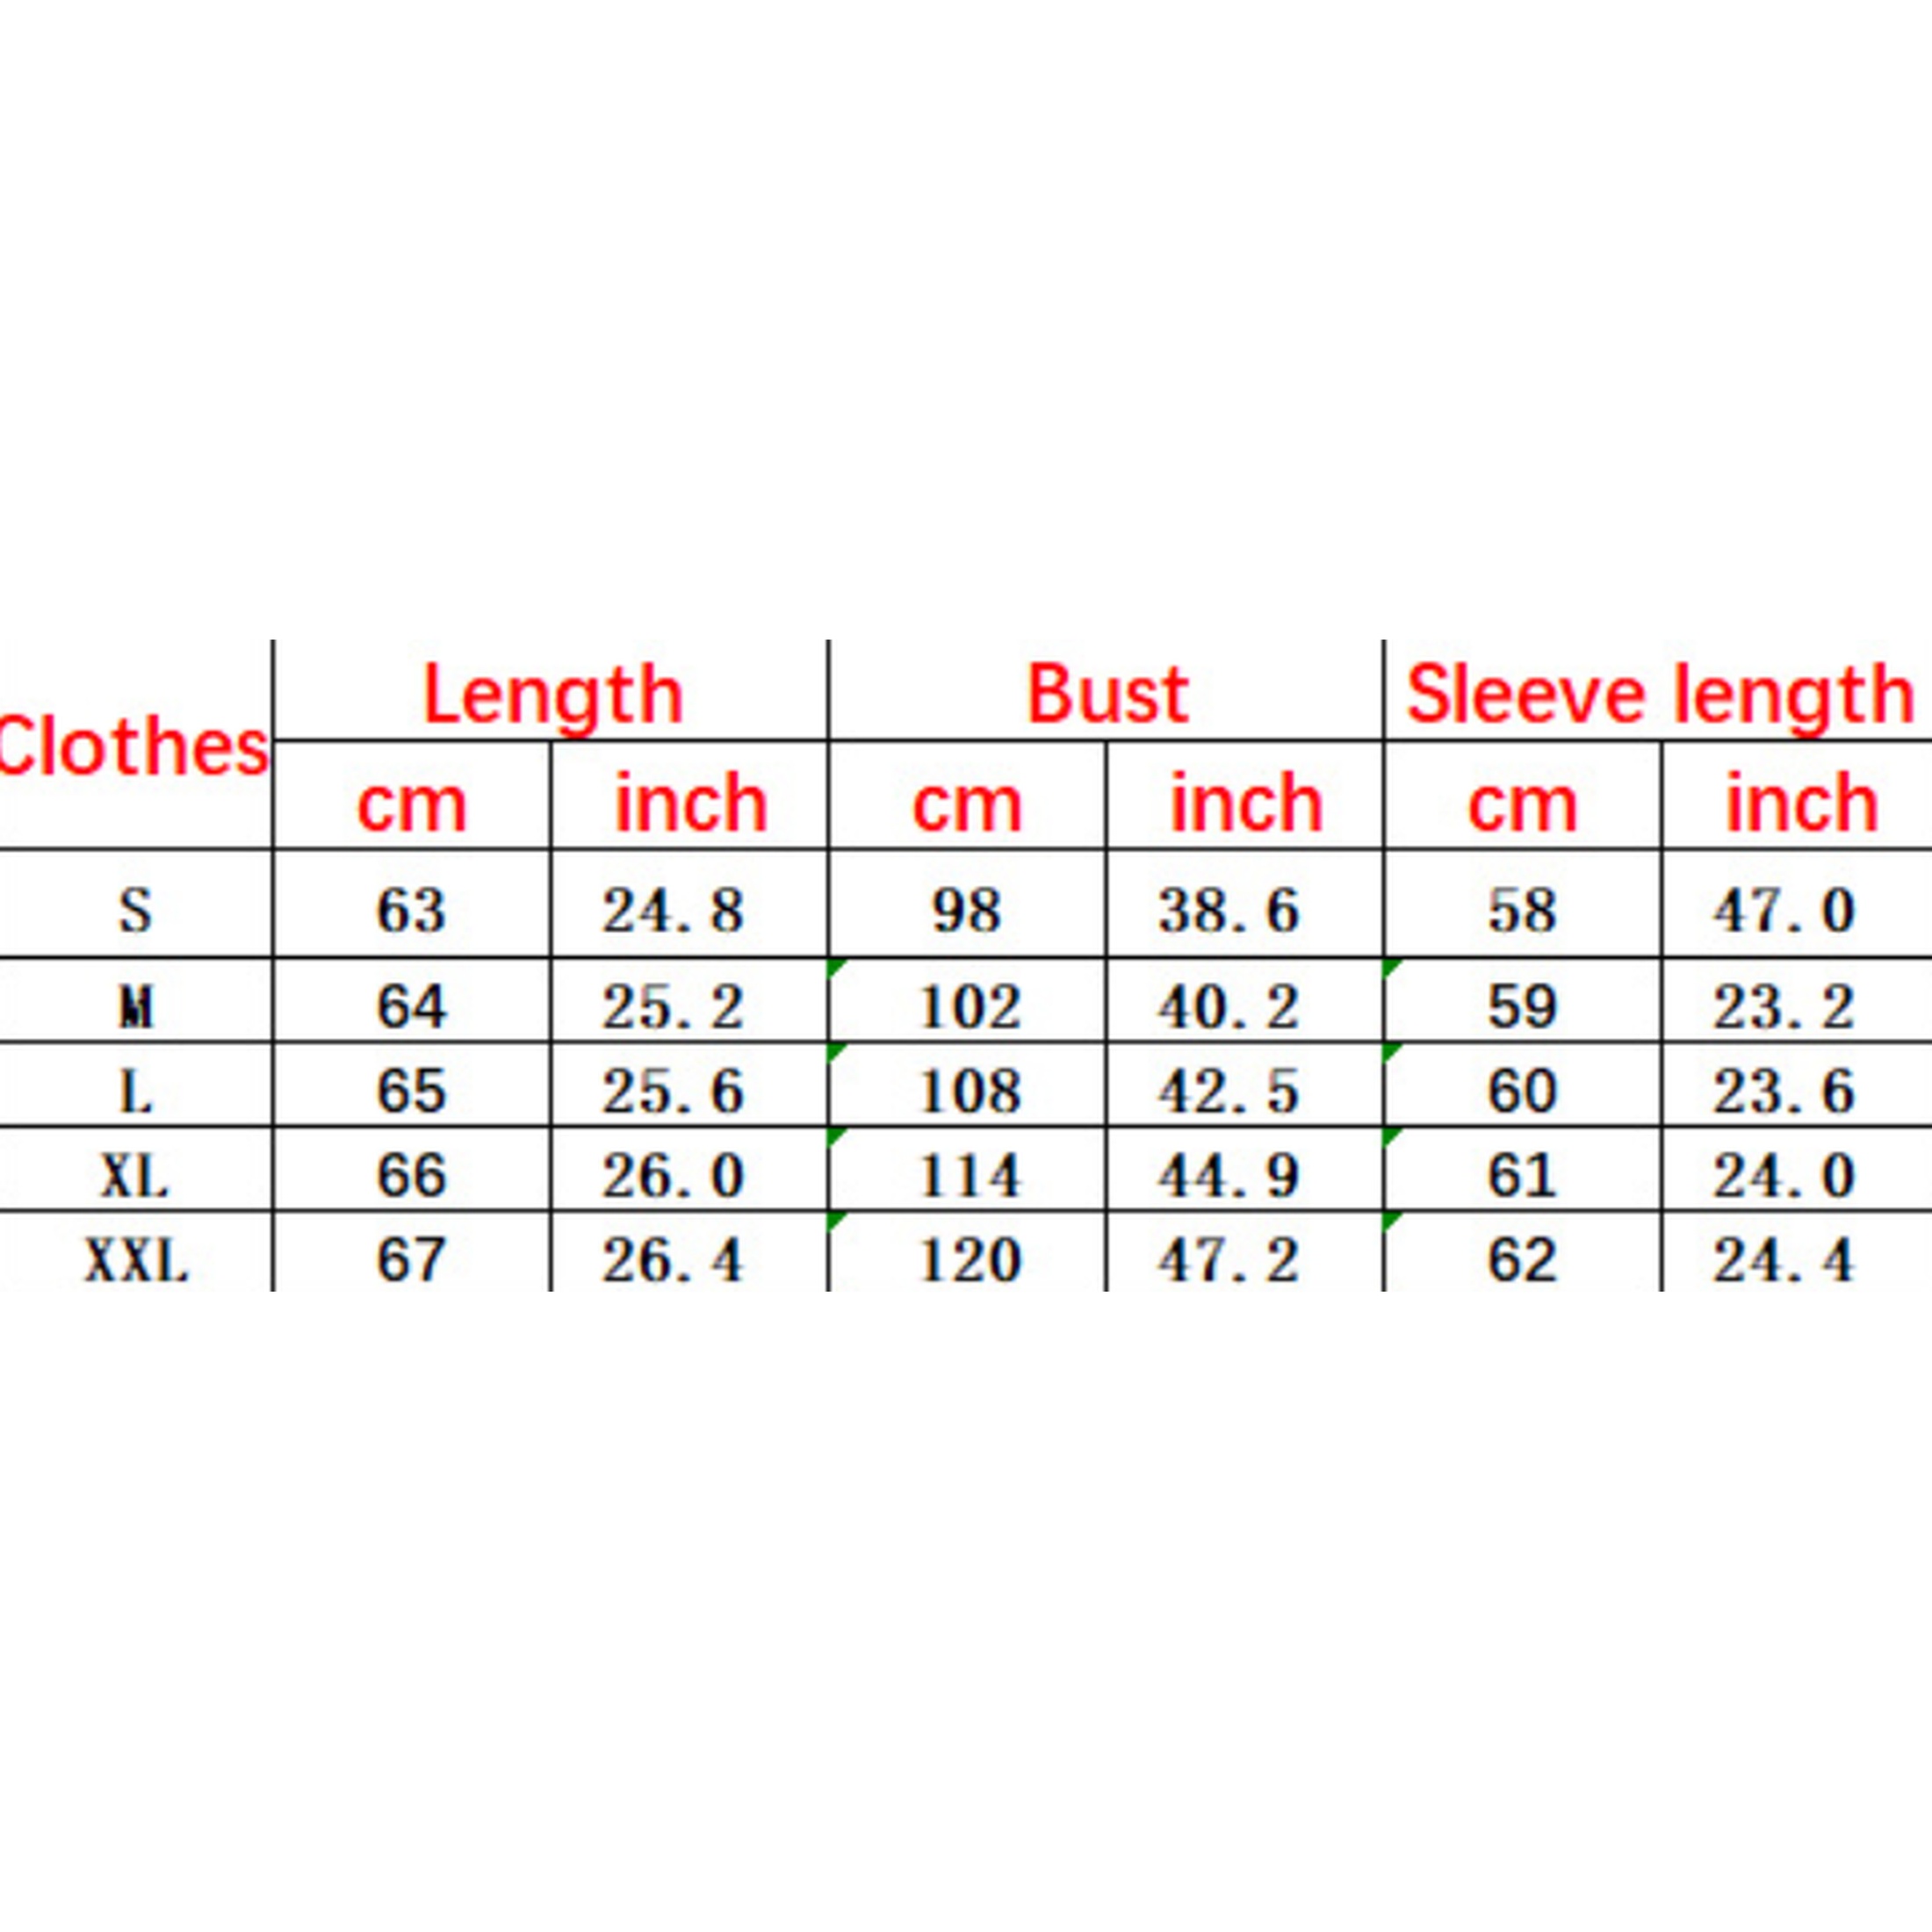 Clothes Length Bust Sleeve length
cm inch cm inch cm inch
S 63 24.8 98 38.6 58 47.0
M 64 25.2 102 40.2 59 23.2
L 65 25.6 108 42.5 60 23.6
XL 66 26.0 114 44.9 61 24.0
XXL 67 26.4 120 47.2 62 24.4